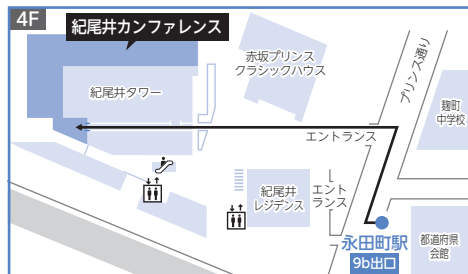 4F
紀尾井カンファレンス
赤坂プリンス
クラシックハウス
プリンス通り
紀尾井タワー
麹町
中学校
エントランス
紀尾井
レジデンス
エント
ランス
永田町駅
9b出口
都道府県
会館